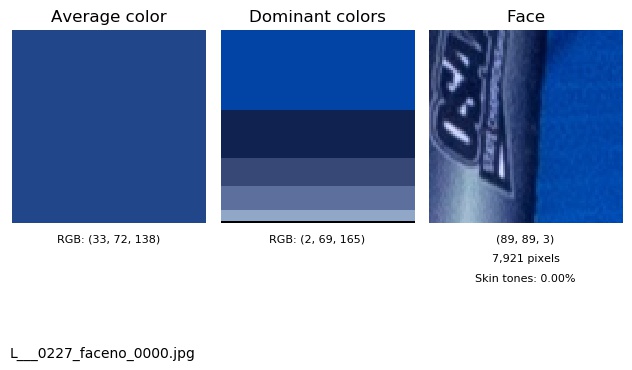 Average color
Dominant colors
Face
RGB: (33, 72, 138)
RGB: (2, 69, 165)
(89, 89, 3)
7,921 pixels
Skin tones: 0.00%
L___0227_faceno_0000.jpg